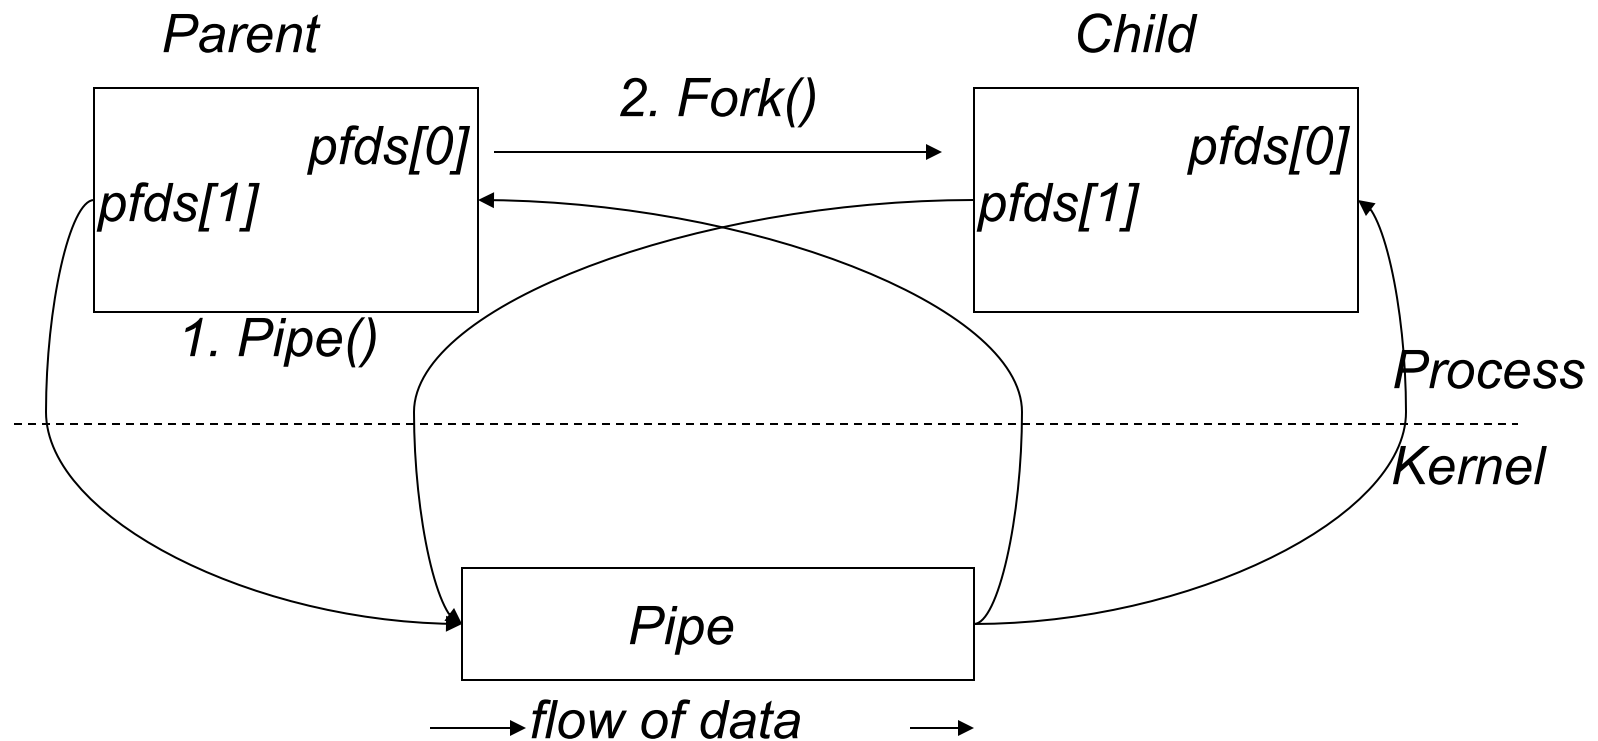 Parent
Child
2. Fork()
pfds[0]
pfds[0]
pfds[1]
pfds[1]
1. Pipe()
Process
Kernel
Pipe
flow of data